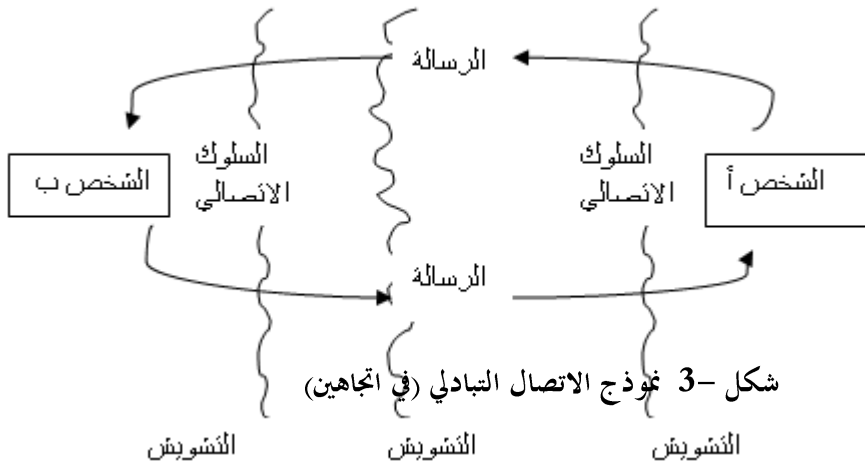 الرسالة
الشخص أ
السلوك
الاتصالي
السلوك
الاتصالي
الشخص ب
الرسالة
شكل –3 نموذج الاتصال التبادلي (في اتجاهين)
التشويش
التشويش
التشويش